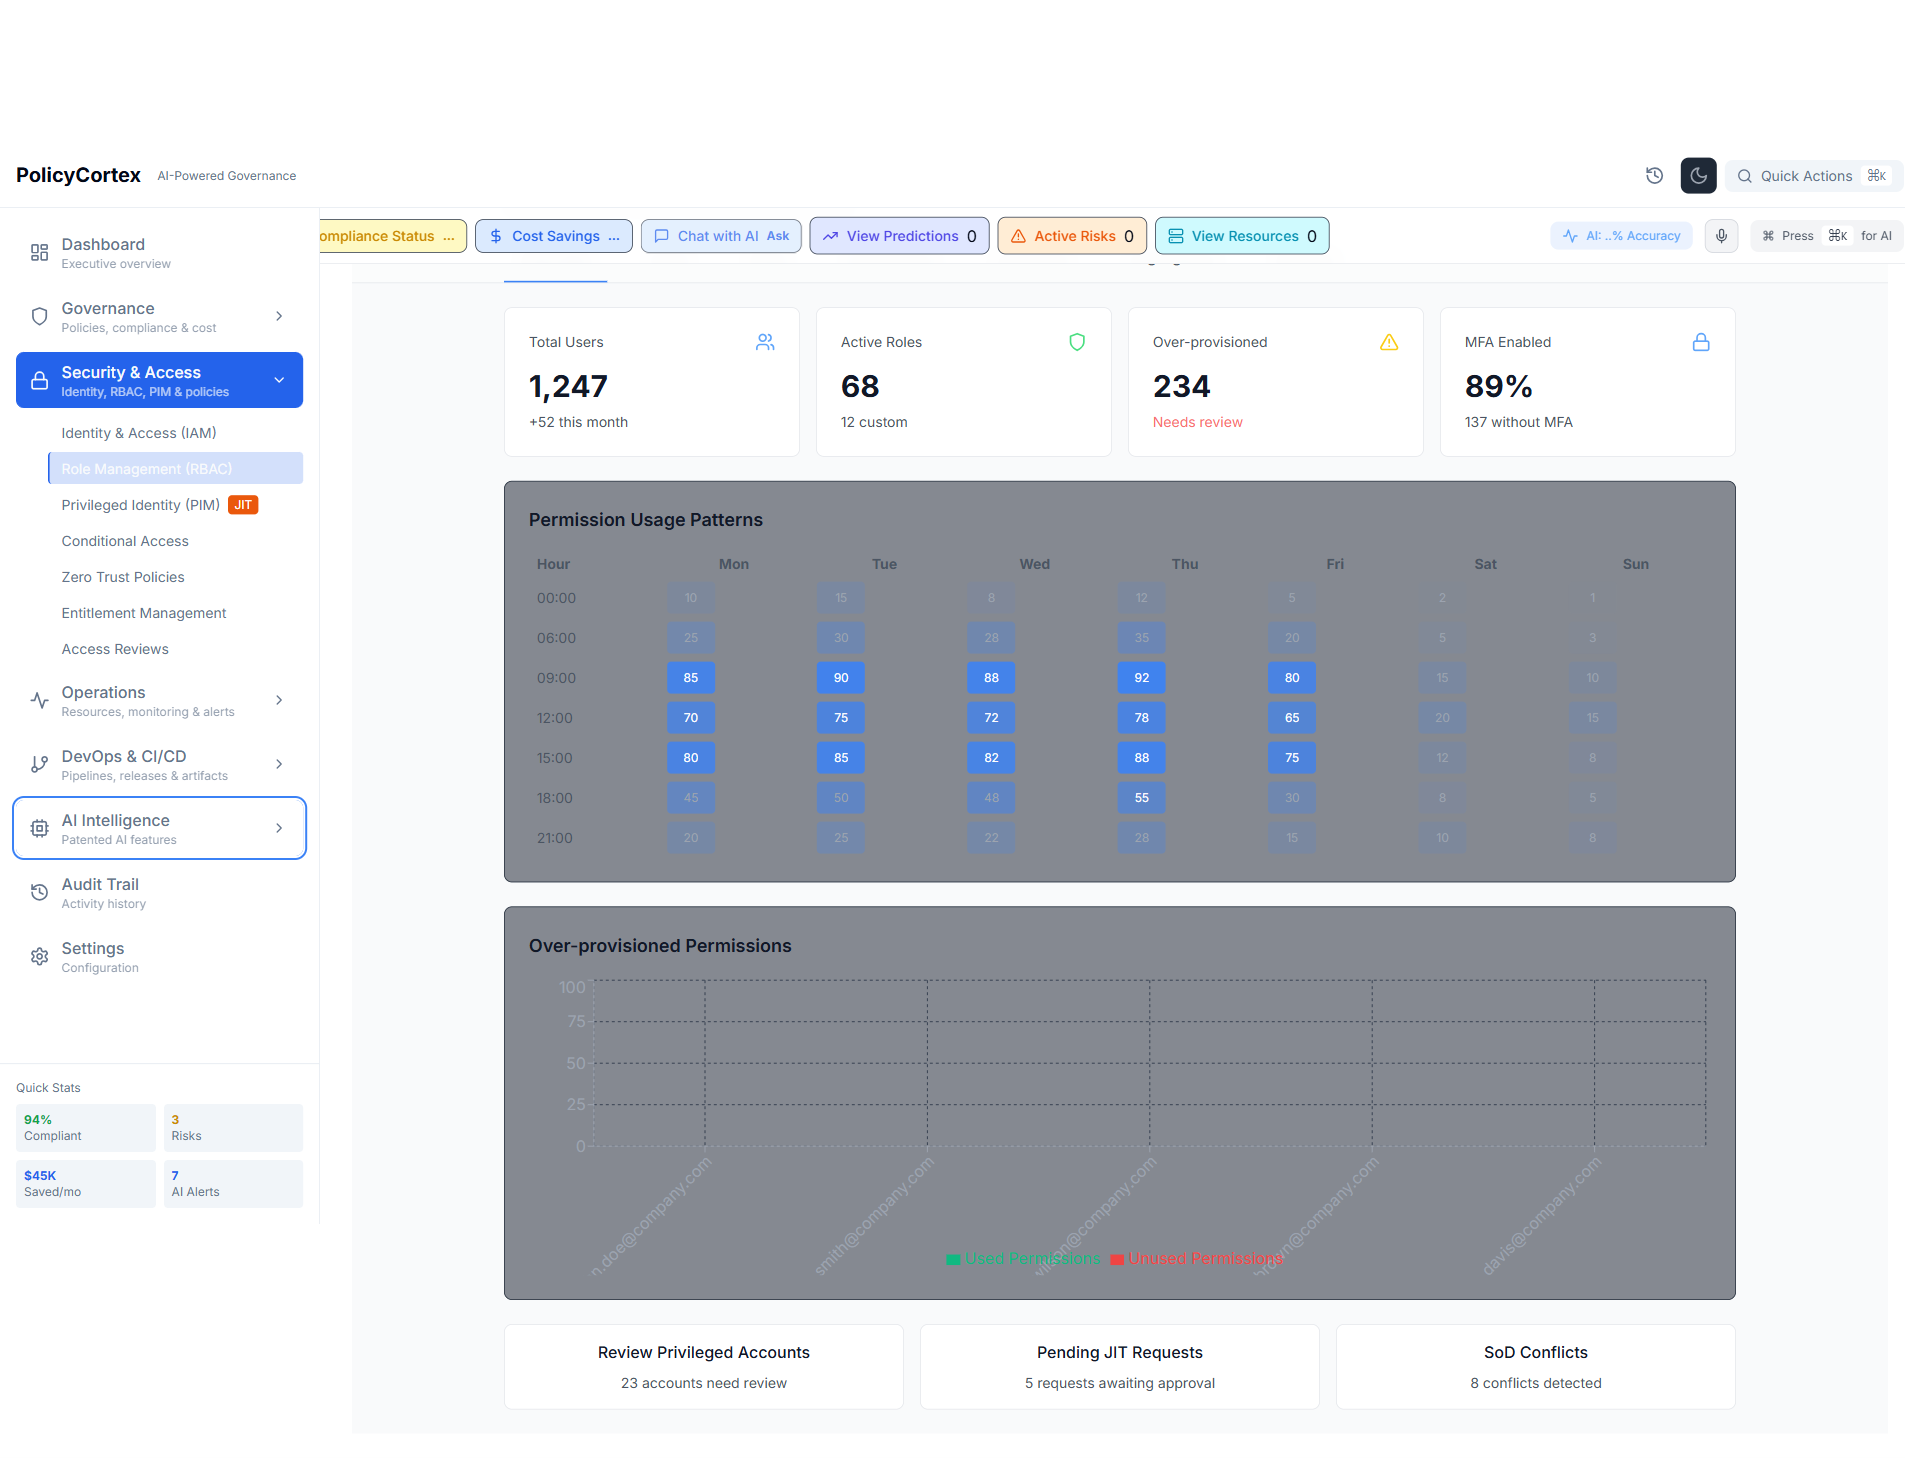 PolicyCortex AI-Powered Governance
Quick Actions ⌘K
ompliance Status ...
Cost Savings ...
Chat with AI Ask
View Predictions 0
Active Risks 0
View Resources 0
AI: ..% Accuracy
⌘ Press ⌘K for AI
Dashboard
Executive overview
Governance
Policies, compliance & cost
Security & Access
Identity, RBAC, PIM & policies
Identity & Access (IAM)
Role Management (RBAC)
Privileged Identity (PIM) JIT
Conditional Access
Zero Trust Policies
Entitlement Management
Access Reviews
Operations
Resources, monitoring & alerts
DevOps & CI/CD
Pipelines, releases & artifacts
AI Intelligence
Patented AI features
Audit Trail
Activity history
Settings
Configuration
Quick Stats
94%
Compliant
3
Risks
$45K
Saved/mo
7
AI Alerts
Total Users
1,247
+52 this month
Active Roles
68
12 custom
Over-provisioned
234
Needs review
MFA Enabled
89%
137 without MFA
Permission Usage Patterns
Hour Mon Tue Wed Thu Fri Sat Sun
00:00 10 15 8 12 5 2 1
06:00 25 30 28 35 20 5 3
09:00 85 90 88 92 80 15 10
12:00 70 75 72 78 65 20 15
15:00 80 85 82 88 75 12 8
18:00 45 50 48 55 30 8 5
21:00 20 25 22 28 15 10 8
Over-provisioned Permissions
100
75
50
25
0
n.doe@company.com
smith@company.com
wilson@company.com
brown@company.com
davis@company.com
Used Permissions
Unused Permissions
Review Privileged Accounts
23 accounts need review
Pending JIT Requests
5 requests awaiting approval
SoD Conflicts
8 conflicts detected